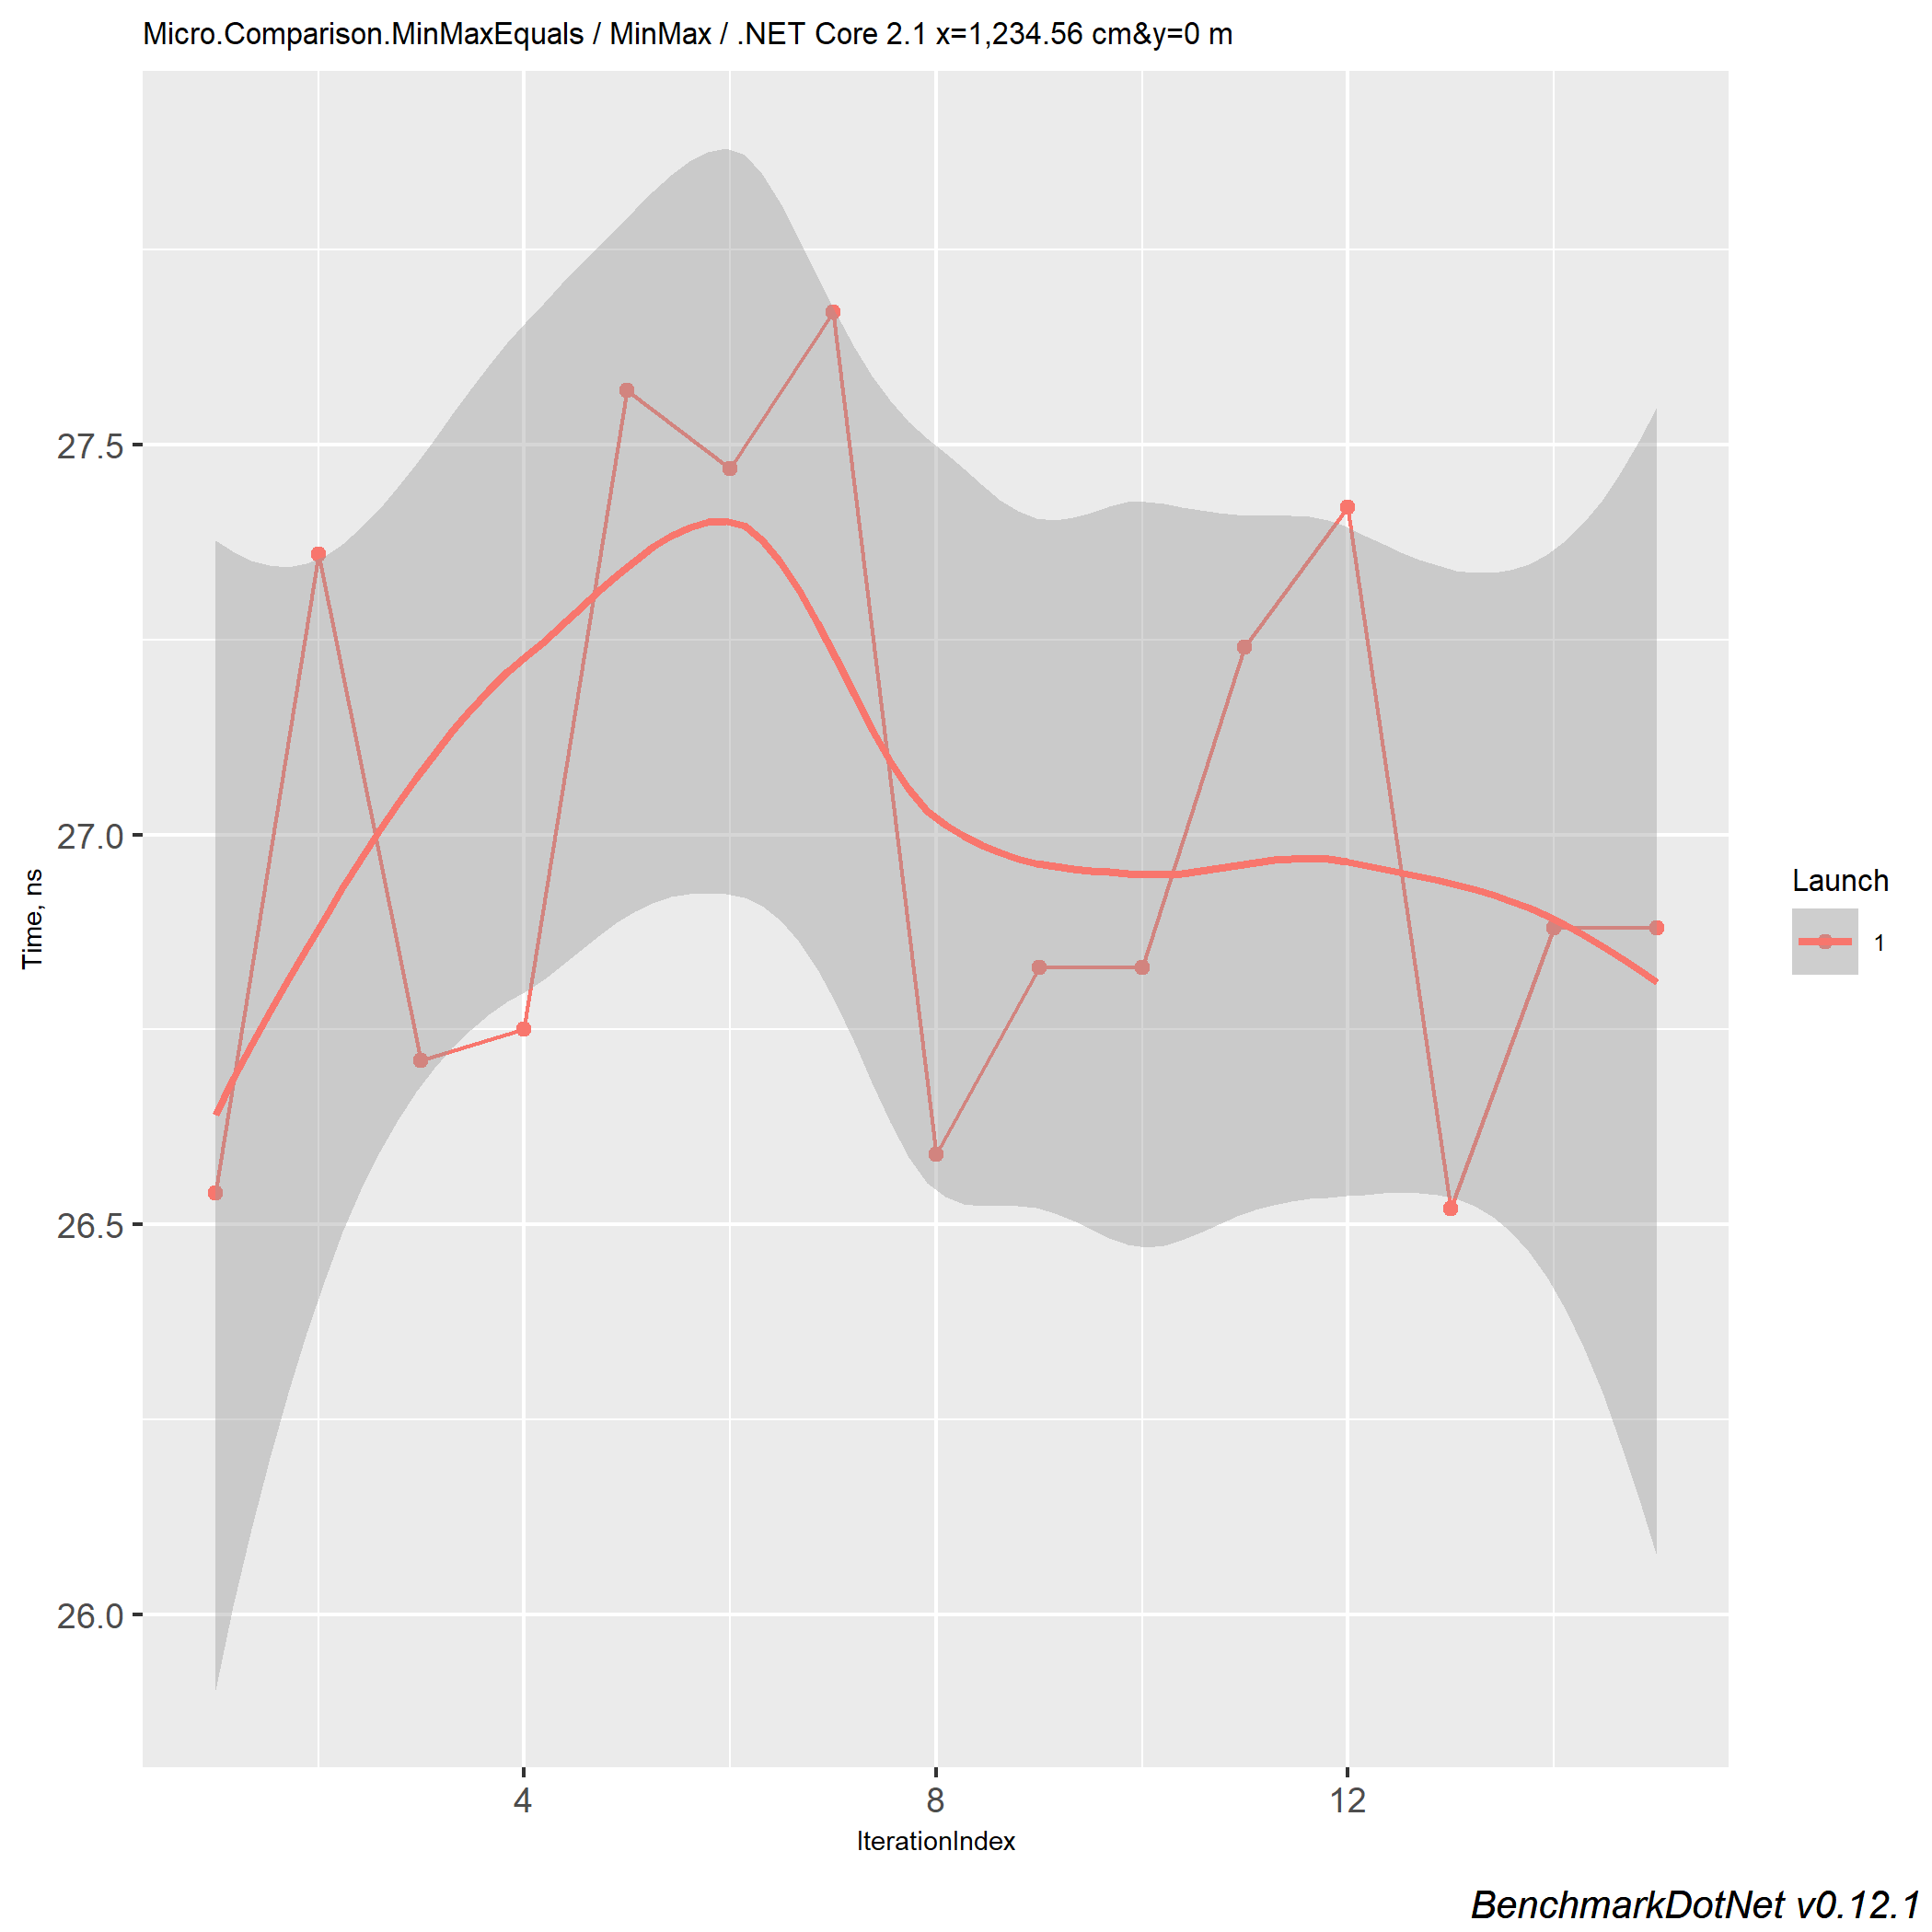 Micro.Comparison.MinMaxEquals / MinMax / .NET Core 2.1 x=1,234.56 cm&y=0 m
27.5
27.0
26.5
26.0
Time, ns
4 8 12
IterationIndex
Launch
1
BenchmarkDotNet v0.12.1